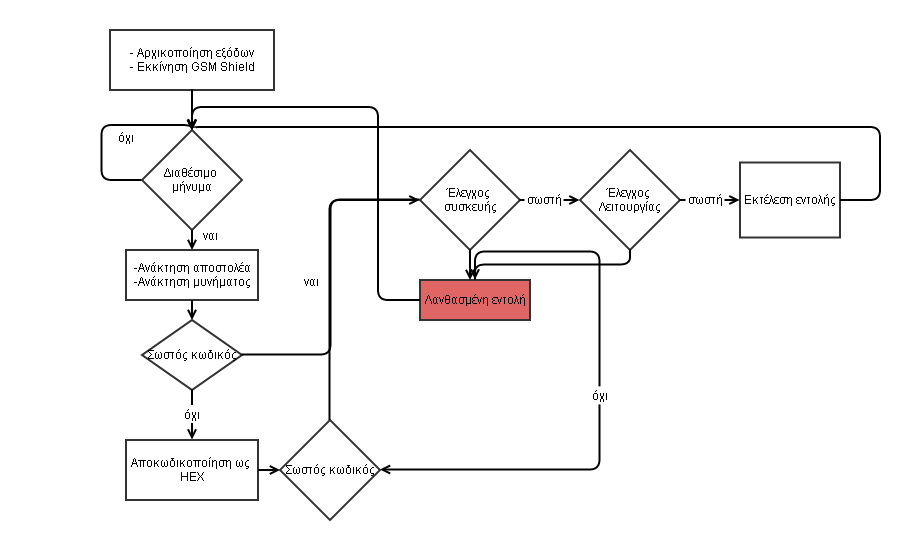 - Αρχικοποίηση εξόδων
- Εκκίνηση GSM Shield
όχι
Διαθέσιμο
μήνυμα
ναι
-Ανάκτηση αποστολέα
-Ανάκτηση μυνήματος
Σωστός κωδικός
όχι
Αποκωδικοποίηση ως
HEX
Σωστός κωδικός
ναι
Έλεγχος
συσκευής
σωστή
Έλεγχος
Λειτουργίας
σωστή
Εκτέλεση εντολής
Λανθασμένη εντολή
όχι